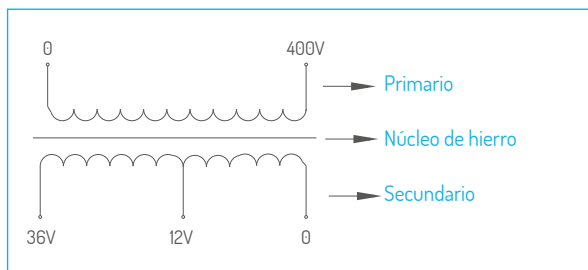 0 400V
Primario
Núcleo de hierro
Secundario
36V 12V 0